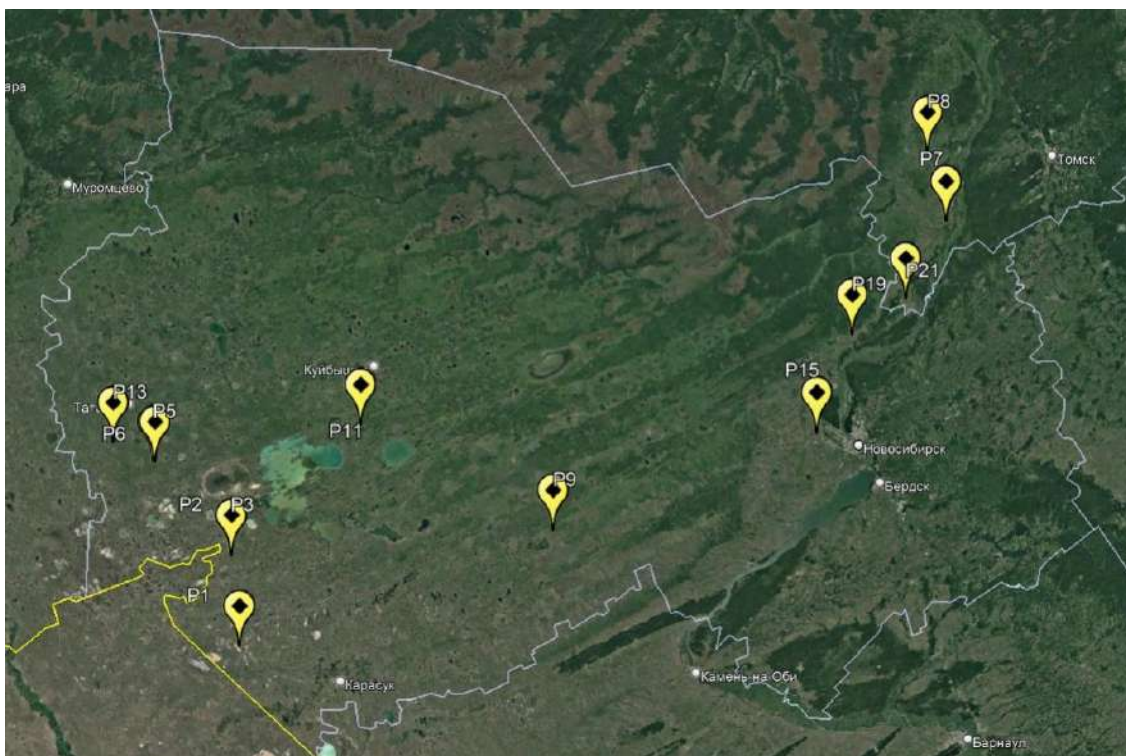 P8
ара
Томск
P7
Муромцево
P21
P19
Куйбыш
P15
P13
Тат
P5
P6
P11
Новосибирск
P9
Бердск
P2
P3
P1
Карасук
Камень-на-Оби
Барнаул